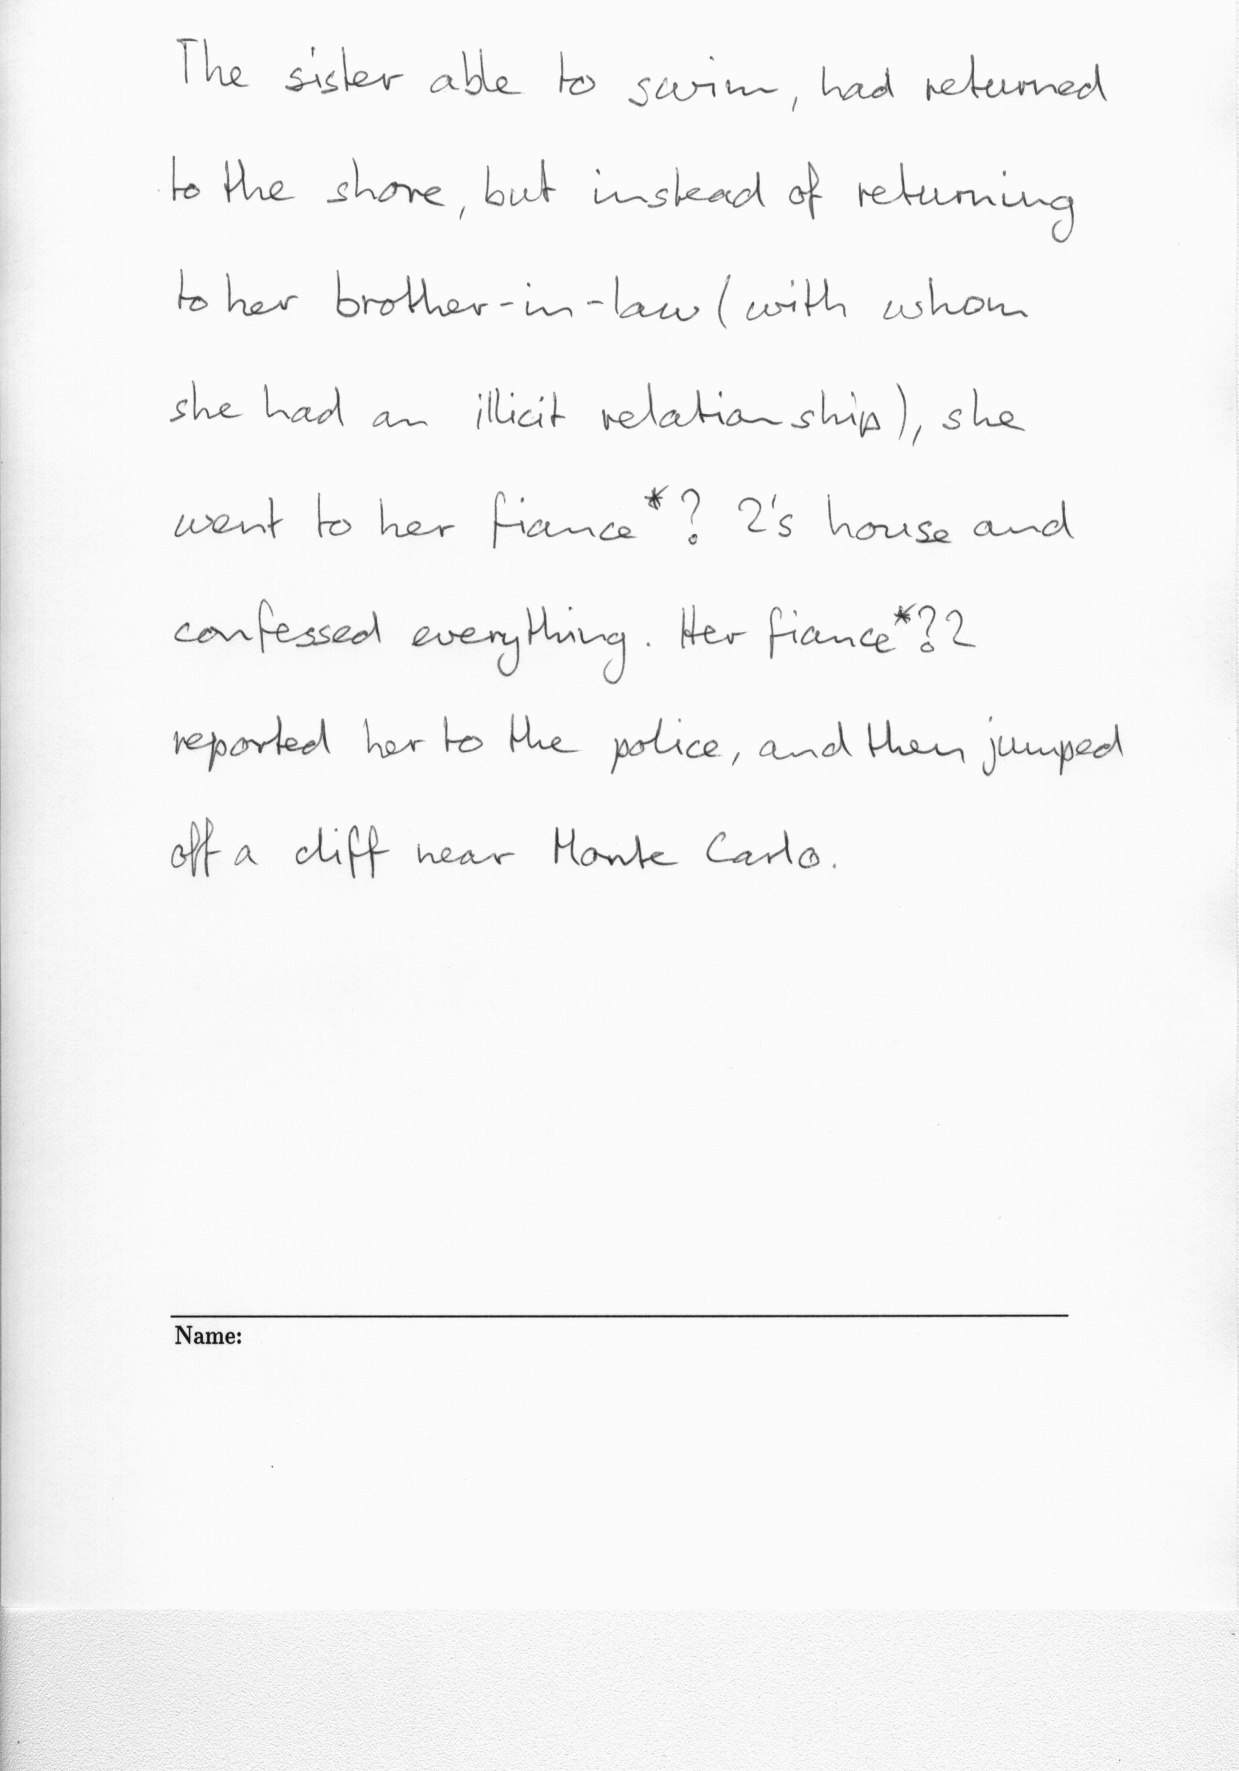 The sister able to swim, had returned
to the shore, but instead of returning
to her brother-in-law (with whom
she had an illicit relationship), she
went to her fiance*? 2's house and
confessed everything. Her fiance*?2
reported her to the police, and then jumped
off a cliff near Monte Carlo.
Name: